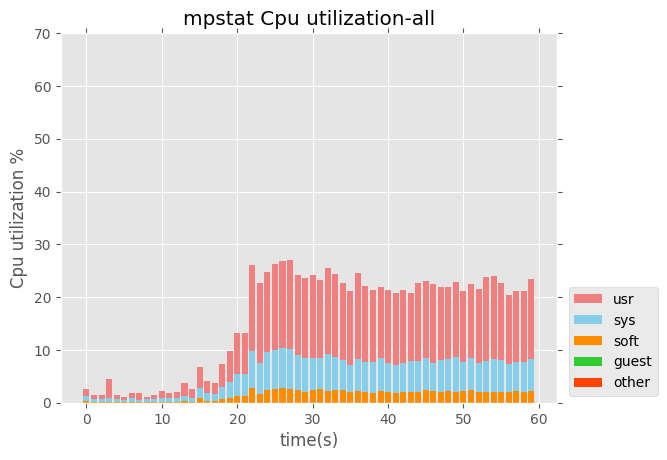 mpstat Cpu utilization-all
70
60
50
40
30
20
10
0
Cpu utilization %
0 10 20 30 40 50 60
time(s)
usr
sys
soft
guest
other